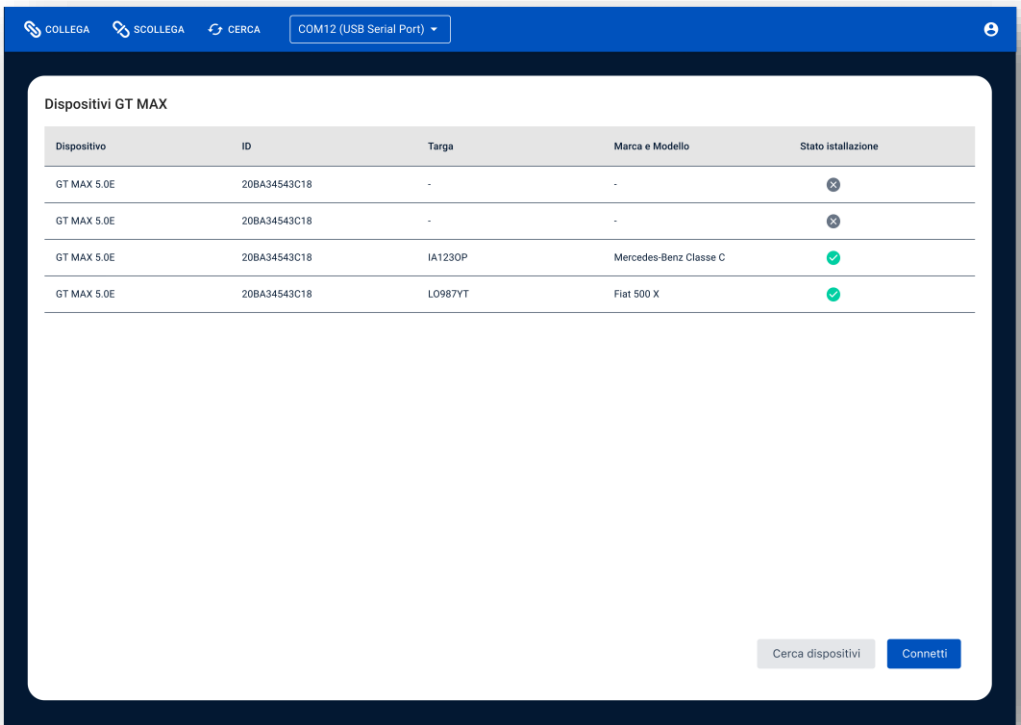 COLLEGA SCOLLEGA CERCA COM12 (USB Serial Port)
Dispositivi GT MAX
Dispositivo ID Targa Marca e Modello Stato istallazione
GT MAX 5.0E 20BA34543C18 - -
GT MAX 5.0E 20BA34543C18 - -
GT MAX 5.0E 20BA34543C18 IA123OP Mercedes-Benz Classe C
GT MAX 5.0E 20BA34543C18 LO987YT Fiat 500 X
Cerca dispositivi Connetti